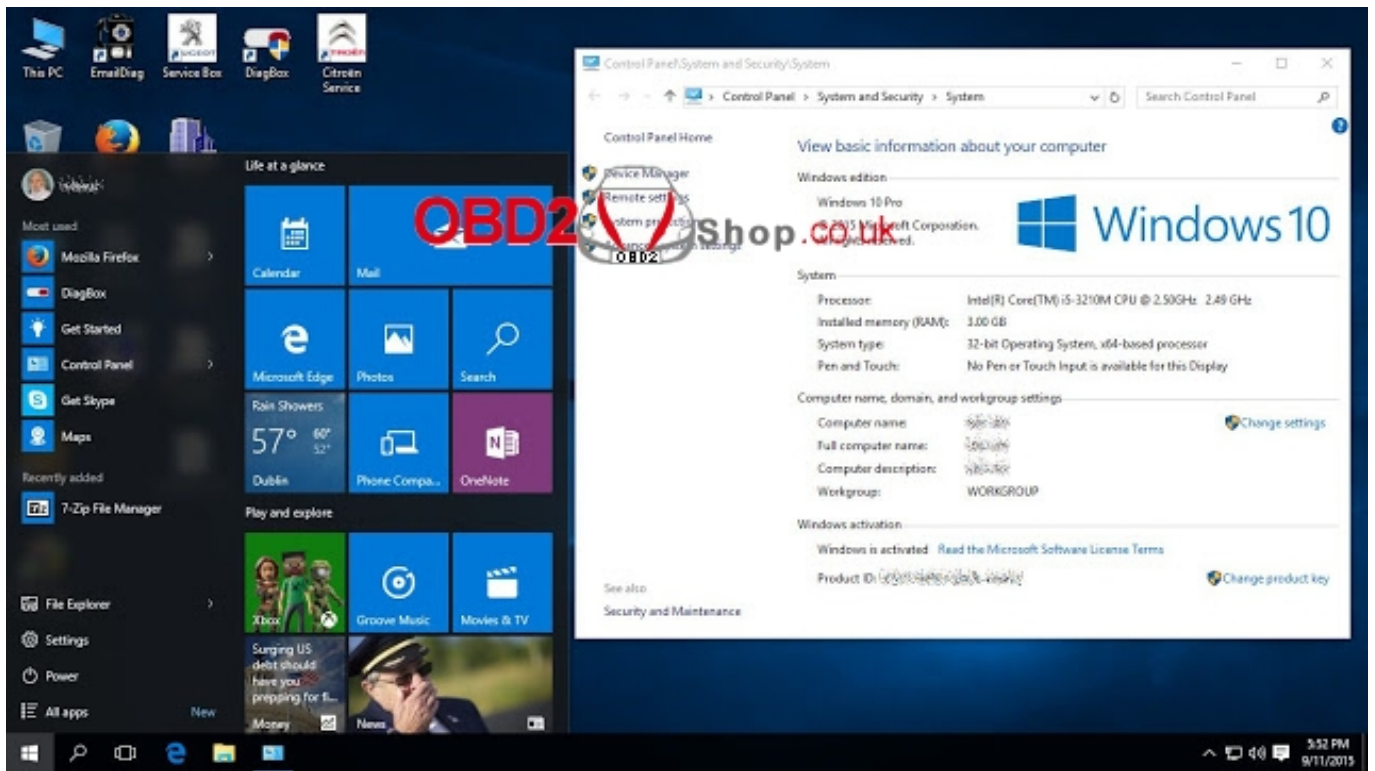 This PC
EmailDiag
Service Box
DiagBox
Citroën
Service
Most used
Mozilla Firefox
DiagBox
Get Started
Control Panel
Get Skype
Maps
Recently added
7-Zip File Manager
File Explorer
Settings
Power
All apps
New
Life at a glance
Calendar
Mail
Microsoft Edge
Photos
Search
Rain Showers
57° 60° 52°
Dublin
Phone Compa...
OneNote
Play and explore
Xbox
Groove Music
Movies & TV
Surging US
debt should
have you
prepping for fi...
Money
News
Control Panel\System and Security\System
Control Panel > System and Security > System
Search Control Panel
Control Panel Home
Device Manager
Remote settings
System protection
Advanced system settings
See also
Security and Maintenance
OBD2 Shop.co.uk
OBD2
View basic information about your computer
Windows edition
Windows 10 Pro
© 2015 Microsoft Corporation.
All rights reserved.
Windows 10
System
Processor: Intel(R) Core(TM) i5-3210M CPU @ 2.50GHz 2.49 GHz
Installed memory (RAM): 3.00 GB
System type: 32-bit Operating System, x64-based processor
Pen and Touch: No Pen or Touch Input is available for this Display
Computer name, domain, and workgroup settings
Computer name:
Change settings
Full computer name:
Computer description:
Workgroup: WORKGROUP
Windows activation
Windows is activated Read the Microsoft Software License Terms
Product ID:
Change product key
5:52 PM
9/11/2015